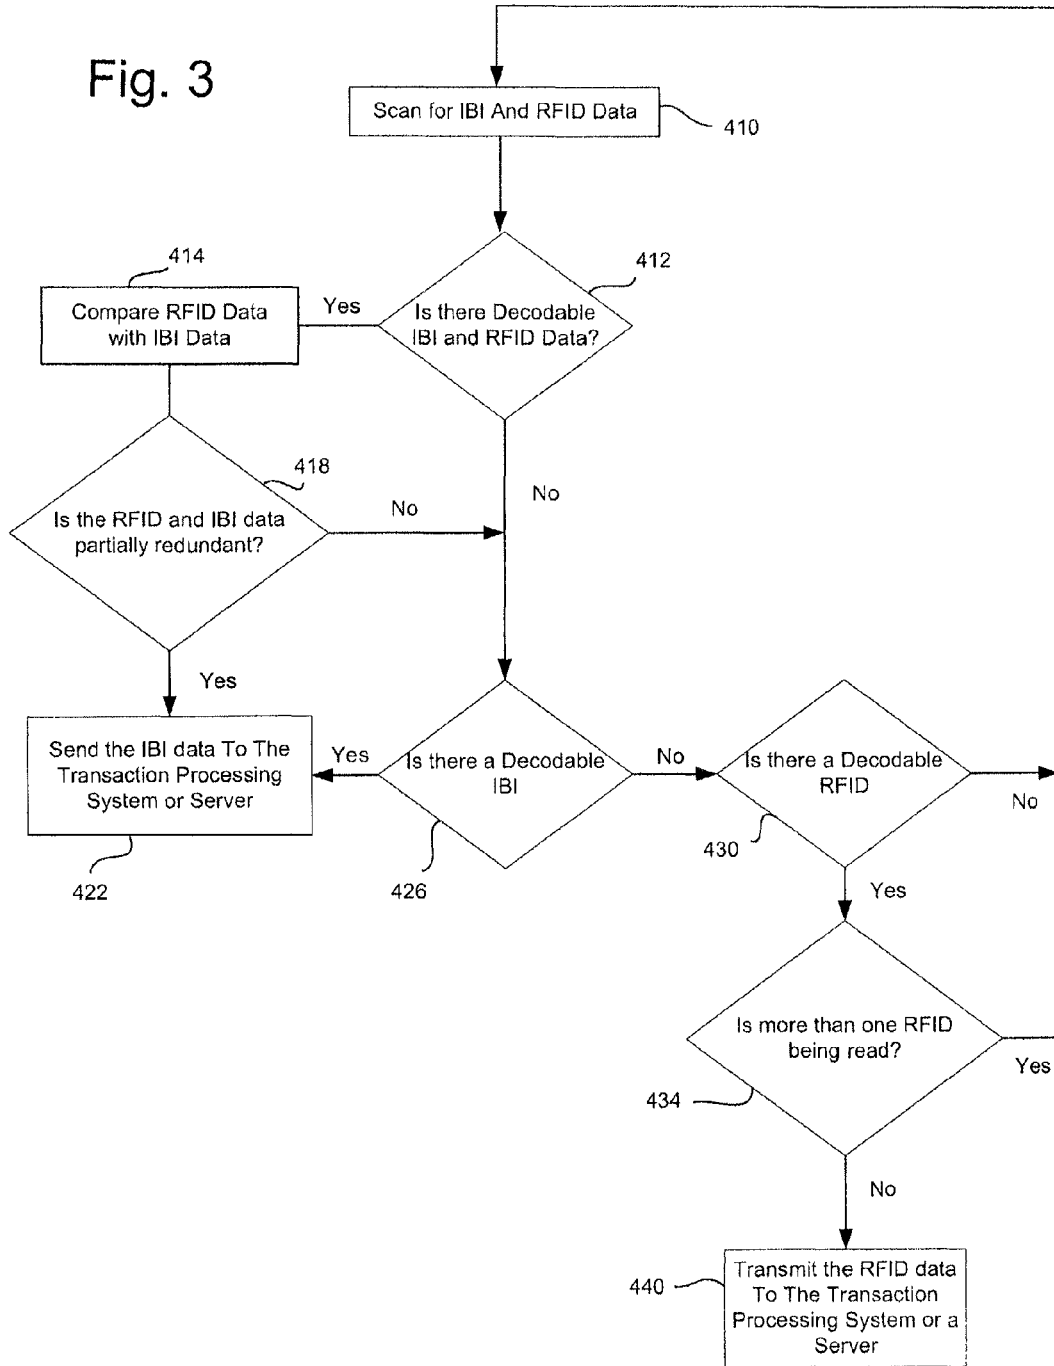 Fig. 3
Scan for IBI And RFID Data
410
414
412
Compare RFID Data
with IBI Data
Yes
Is there Decodable
IBI and RFID Data?
418
No
No
Is the RFID and IBI data
partially redundant?
Yes
Send the IBI data To The
Transaction Processing
System or Server
422
Yes
Is there a Decodable
IBI
426
No
Is there a Decodable
RFID
430
No
Yes
Is more than one RFID
being read?
434
Yes
No
440
Transmit the RFID data
To The Transaction
Processing System or a
Server